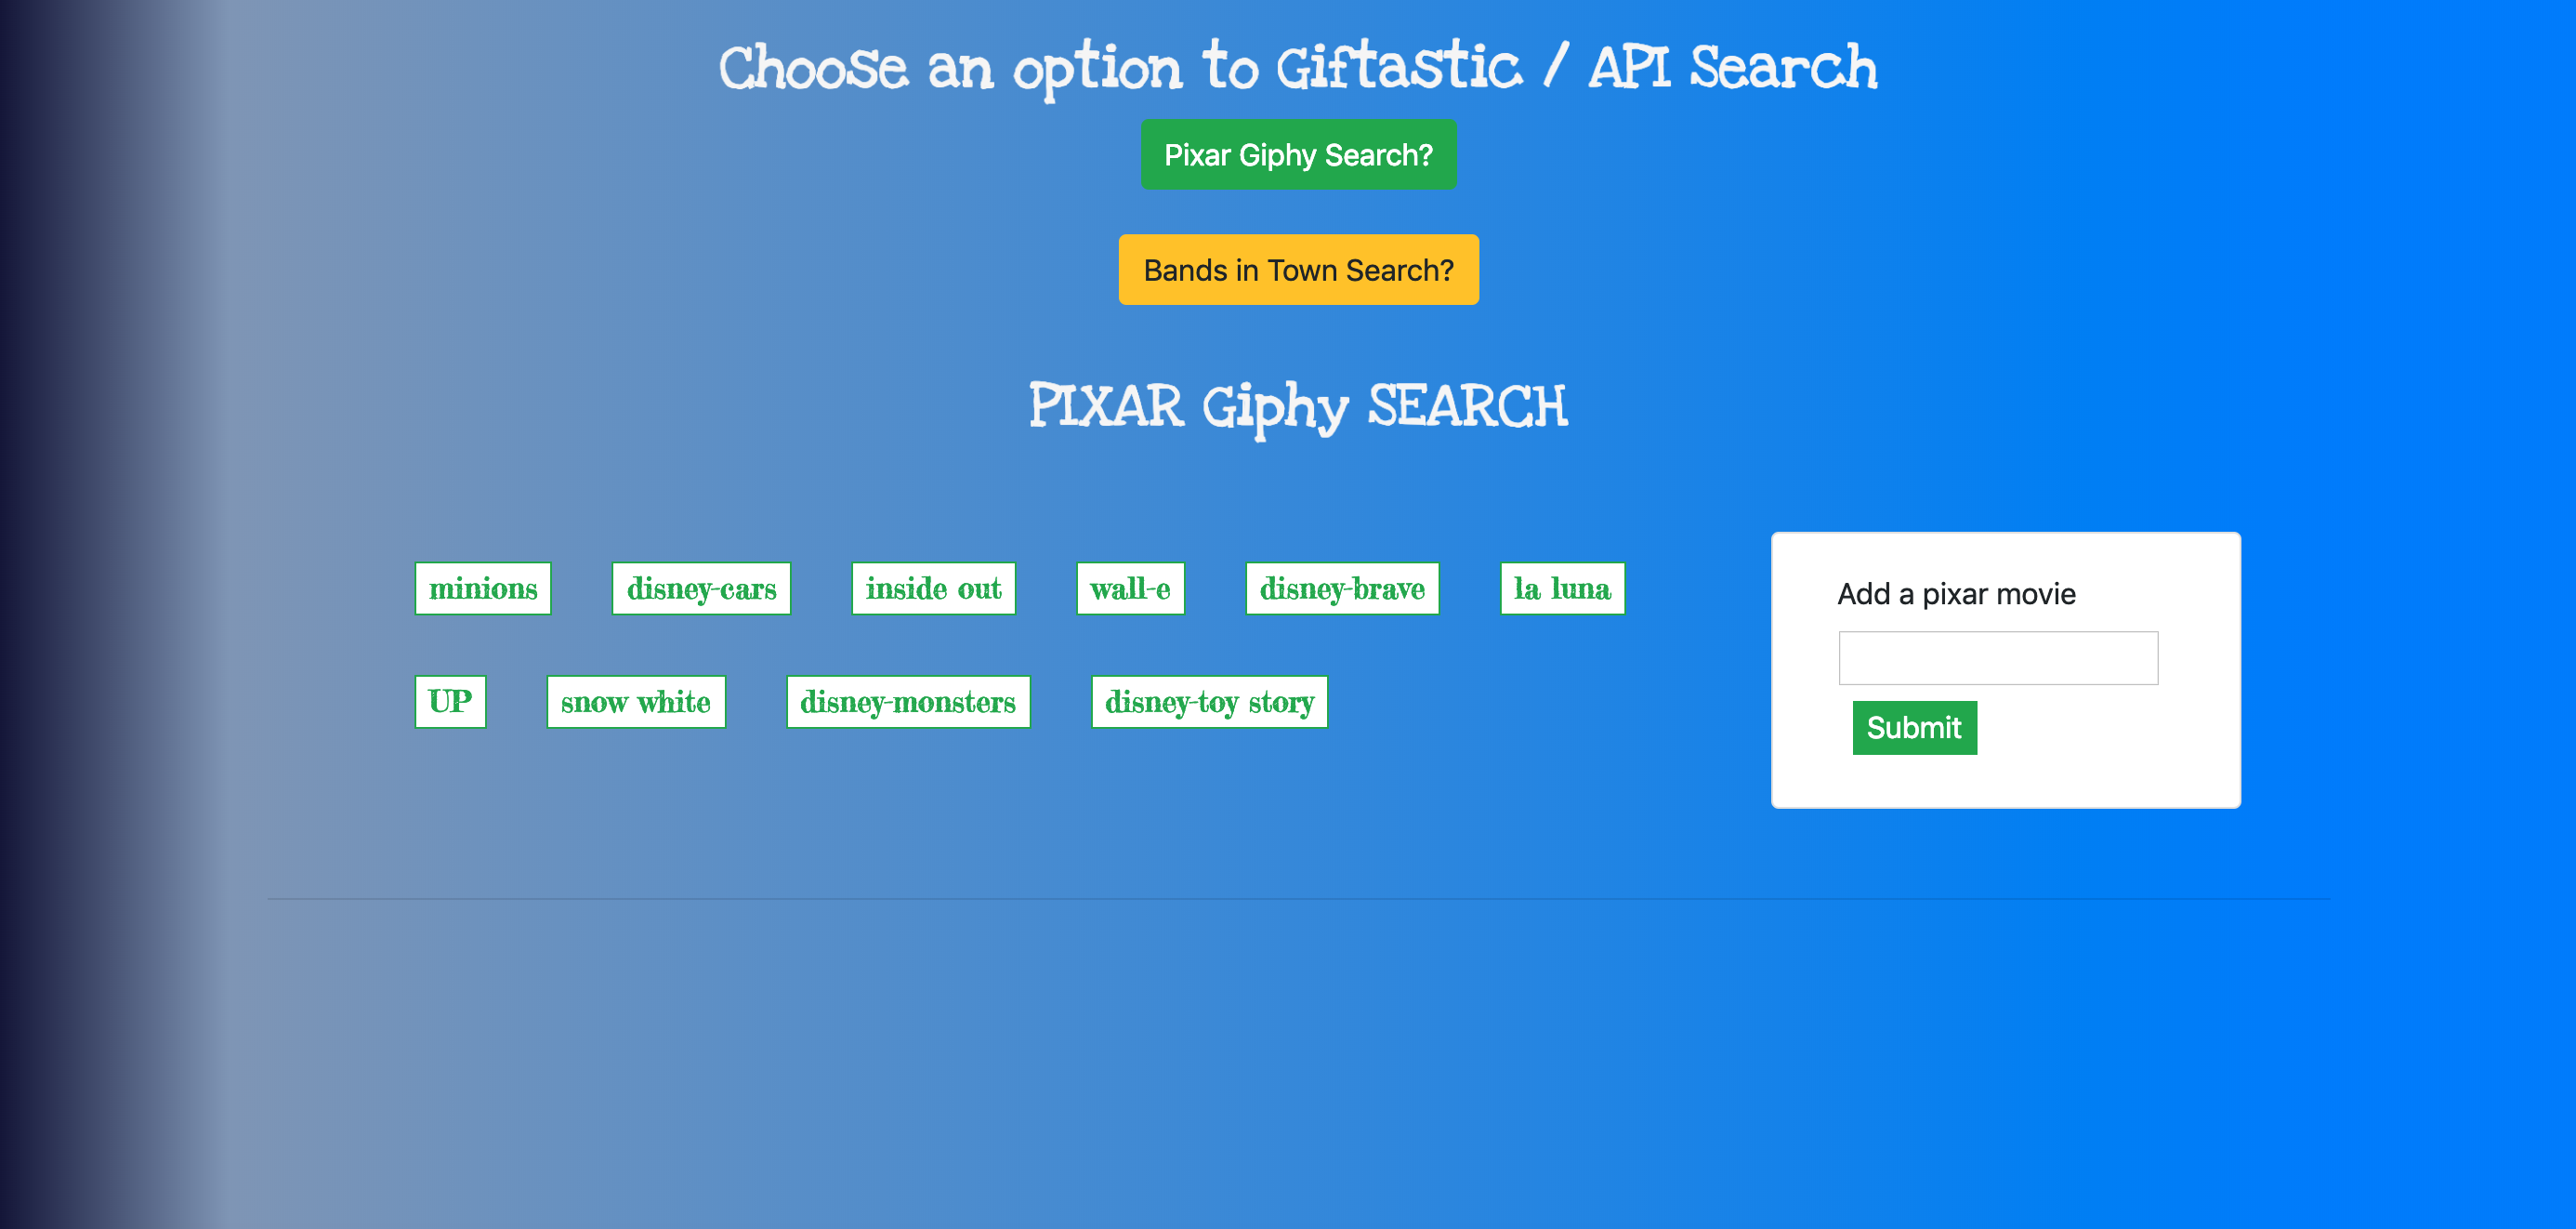 Choose an option to Giftastic / API Search
Pixar Giphy Search?
Bands in Town Search?
PIXAR Giphy SEARCH
minions disney-cars inside out wall-e disney-brave la luna
UP snow white disney-monsters disney-toy story
Add a pixar movie
Submit